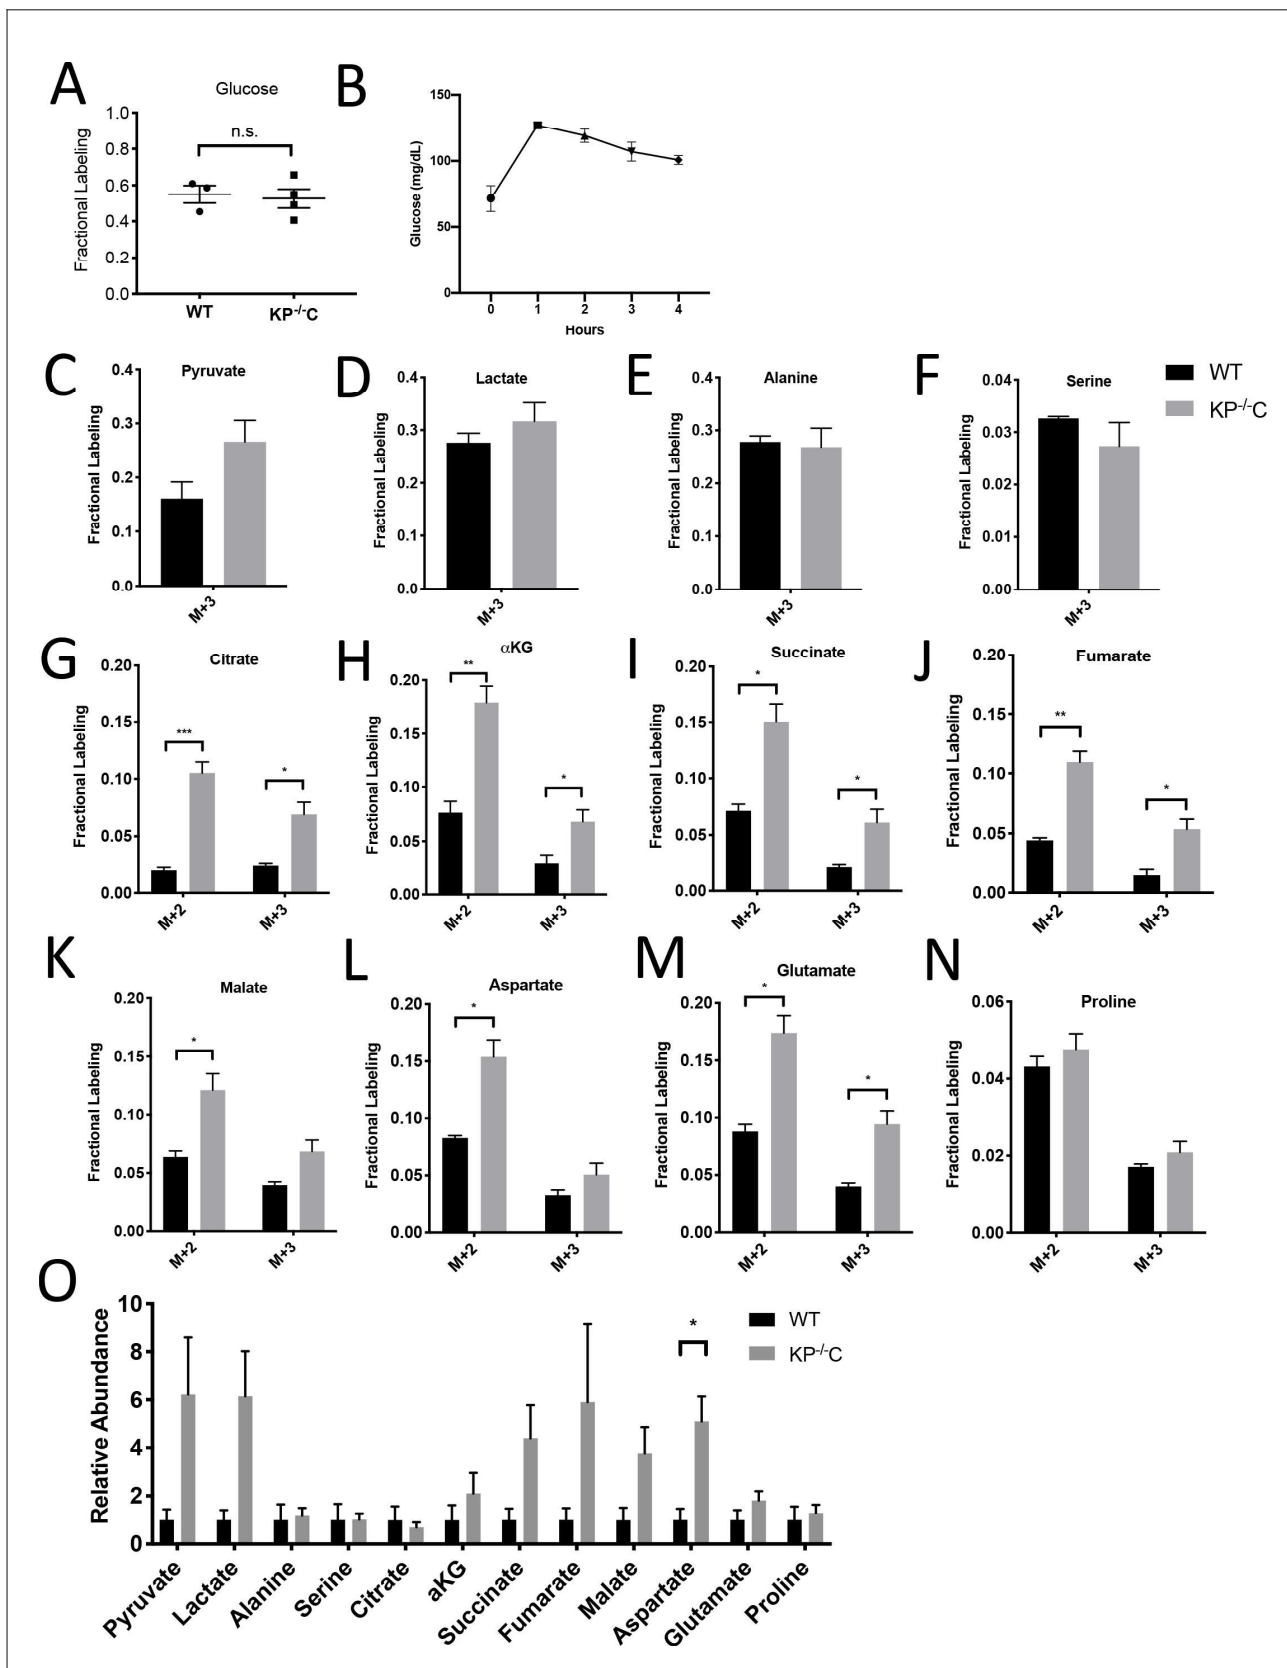 A
Glucose
Fractional Labeling
1.0
0.8
0.6
0.4
0.2
0.0
n.s.
WT
KP-/-C
B
Glucose (mg/dL)
150
100
50
0
0 1 2 3 4
Hours
C
Pyruvate
Fractional Labeling
0.4
0.3
0.2
0.1
0.0
M+3
D
Lactate
Fractional Labeling
0.4
0.3
0.2
0.1
0.0
M+3
E
Alanine
Fractional Labeling
0.4
0.3
0.2
0.1
0.0
M+3
F
Serine
Fractional Labeling
0.04
0.03
0.02
0.01
0.00
M+3
WT
KP-/-C
G
Citrate
Fractional Labeling
0.20
0.15
0.10
0.05
0.00
***
*
M+2
M+3
H
αKG
Fractional Labeling
0.20
0.15
0.10
0.05
0.00
**
*
M+2
M+3
I
Succinate
Fractional Labeling
0.20
0.15
0.10
0.05
0.00
*
*
M+2
M+3
J
Fumarate
Fractional Labeling
0.20
0.15
0.10
0.05
0.00
**
*
M+2
M+3
K
Malate
Fractional Labeling
0.20
0.15
0.10
0.05
0.00
*
M+2
M+3
L
Aspartate
Fractional Labeling
0.20
0.15
0.10
0.05
0.00
*
M+2
M+3
M
Glutamate
Fractional Labeling
0.20
0.15
0.10
0.05
0.00
*
*
M+2
M+3
N
Proline
Fractional Labeling
0.06
0.04
0.02
0.00
M+2
M+3
O
Relative Abundance
10
8
6
4
2
0
*
WT
KP-/-C
Pyruvate
Lactate
Alanine
Serine
Citrate
aKG
Succinate
Fumarate
Malate
Aspartate
Glutamate
Proline